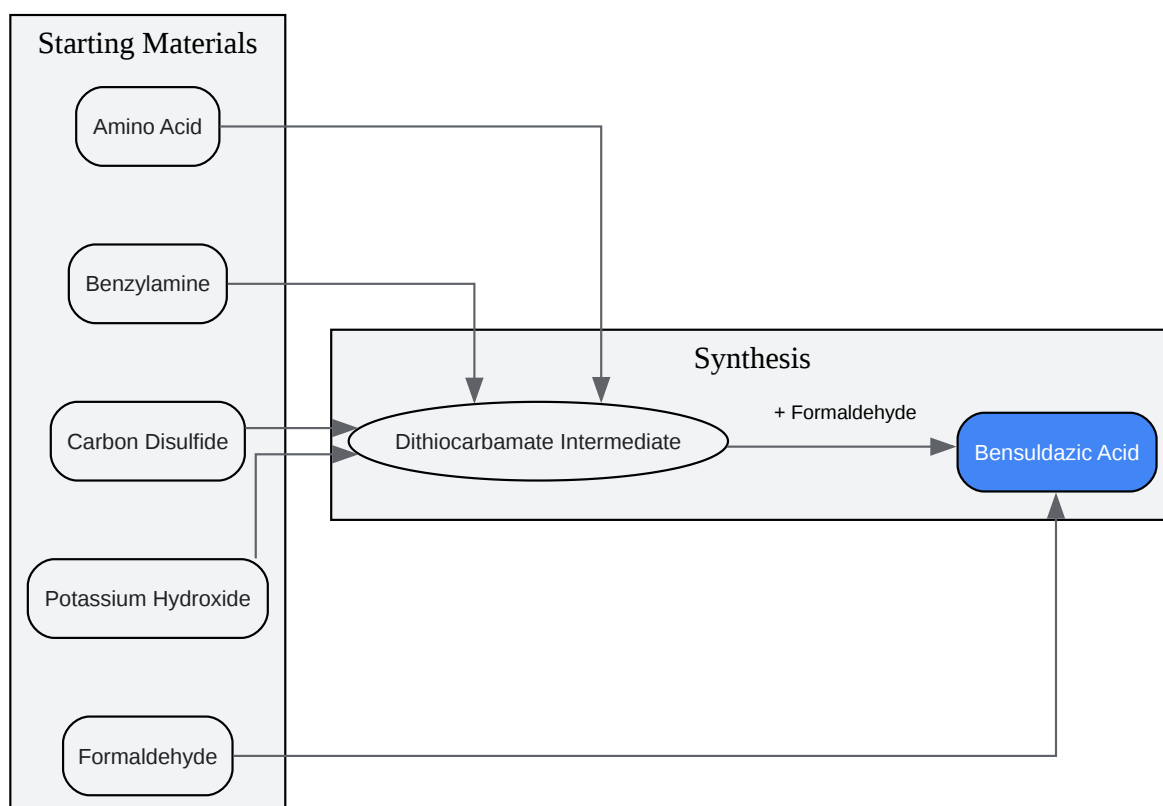 Starting Materials
Amino Acid
Benzylamine
Carbon Disulfide
Potassium Hydroxide
Formaldehyde
Synthesis
Dithiocarbamate Intermediate
+ Formaldehyde
Bensuldazic Acid